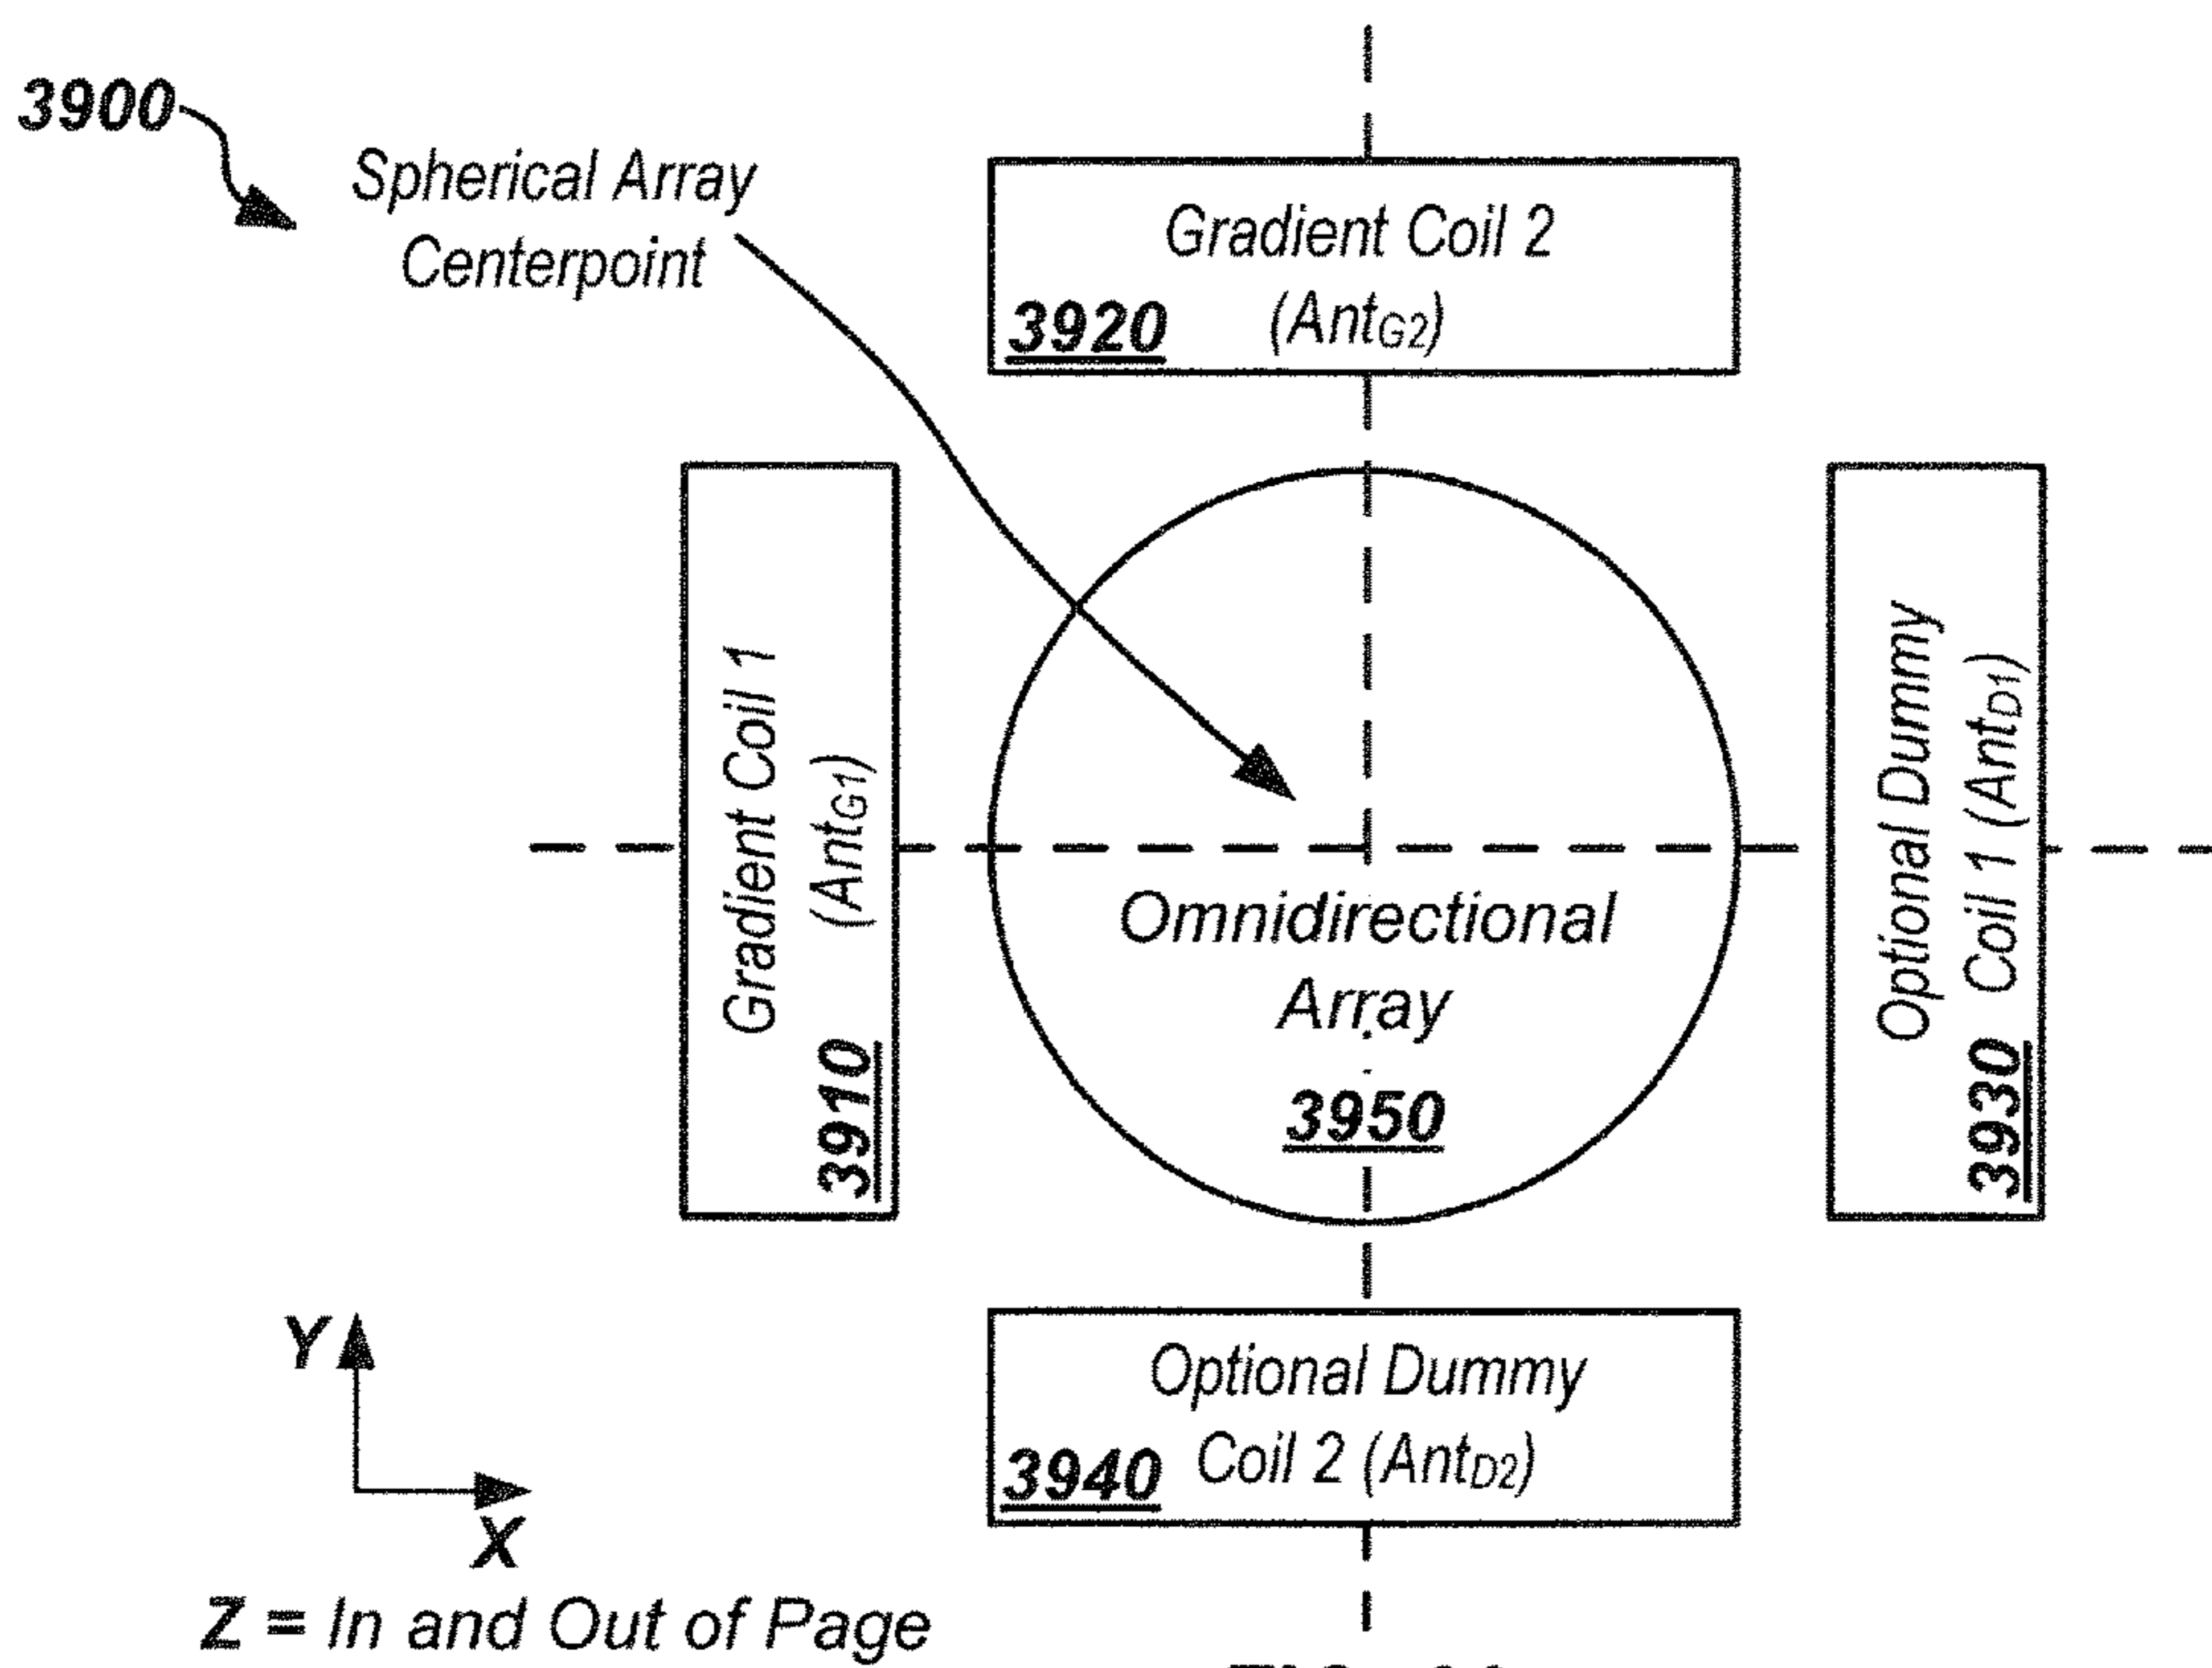 3900
Spherical Array
Centerpoint
Gradient Coil 2
3920 (AntG2)
Gradient Coil 1
3910 (AntG1)
Optional Dummy
3930 Coil 1 (AntD1)
Omnidirectional
Array
3950
Optional Dummy
3940 Coil 2 (AntD2)
Y
X
Z = In and Out of Page